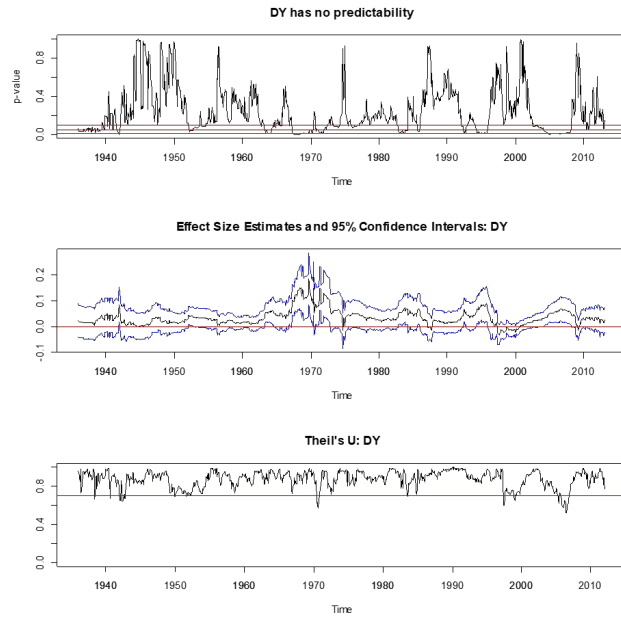 DY has no predictability
p-value
0.8
0.4
0.0
1940 1950 1960 1970 1980 1990 2000 2010
Time
Effect Size Estimates and 95% Confidence Intervals: DY
0.2
0.1
0.0
-0.1
1940 1950 1960 1970 1980 1990 2000 2010
Time
Theil's U: DY
0.8
0.4
0.0
1940 1950 1960 1970 1980 1990 2000 2010
Time